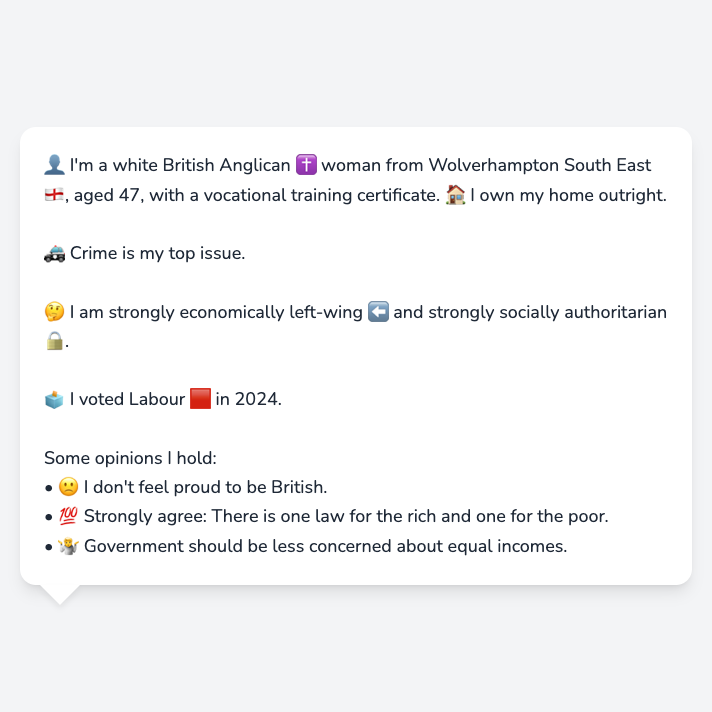 👤 I'm a white British Anglican ✝️ woman from Wolverhampton South East
🏴󠁧󠁢󠁥󠁮󠁧󠁿, aged 47, with a vocational training certificate. 🏠 I own my home outright.
🚓 Crime is my top issue.
🤔 I am strongly economically left-wing ⬅️ and strongly socially authoritarian
🔒.
🗳️ I voted Labour 🟥 in 2024.
Some opinions I hold:
• 🙁 I don't feel proud to be British.
• 💯 Strongly agree: There is one law for the rich and one for the poor.
• 🤷 Government should be less concerned about equal incomes.